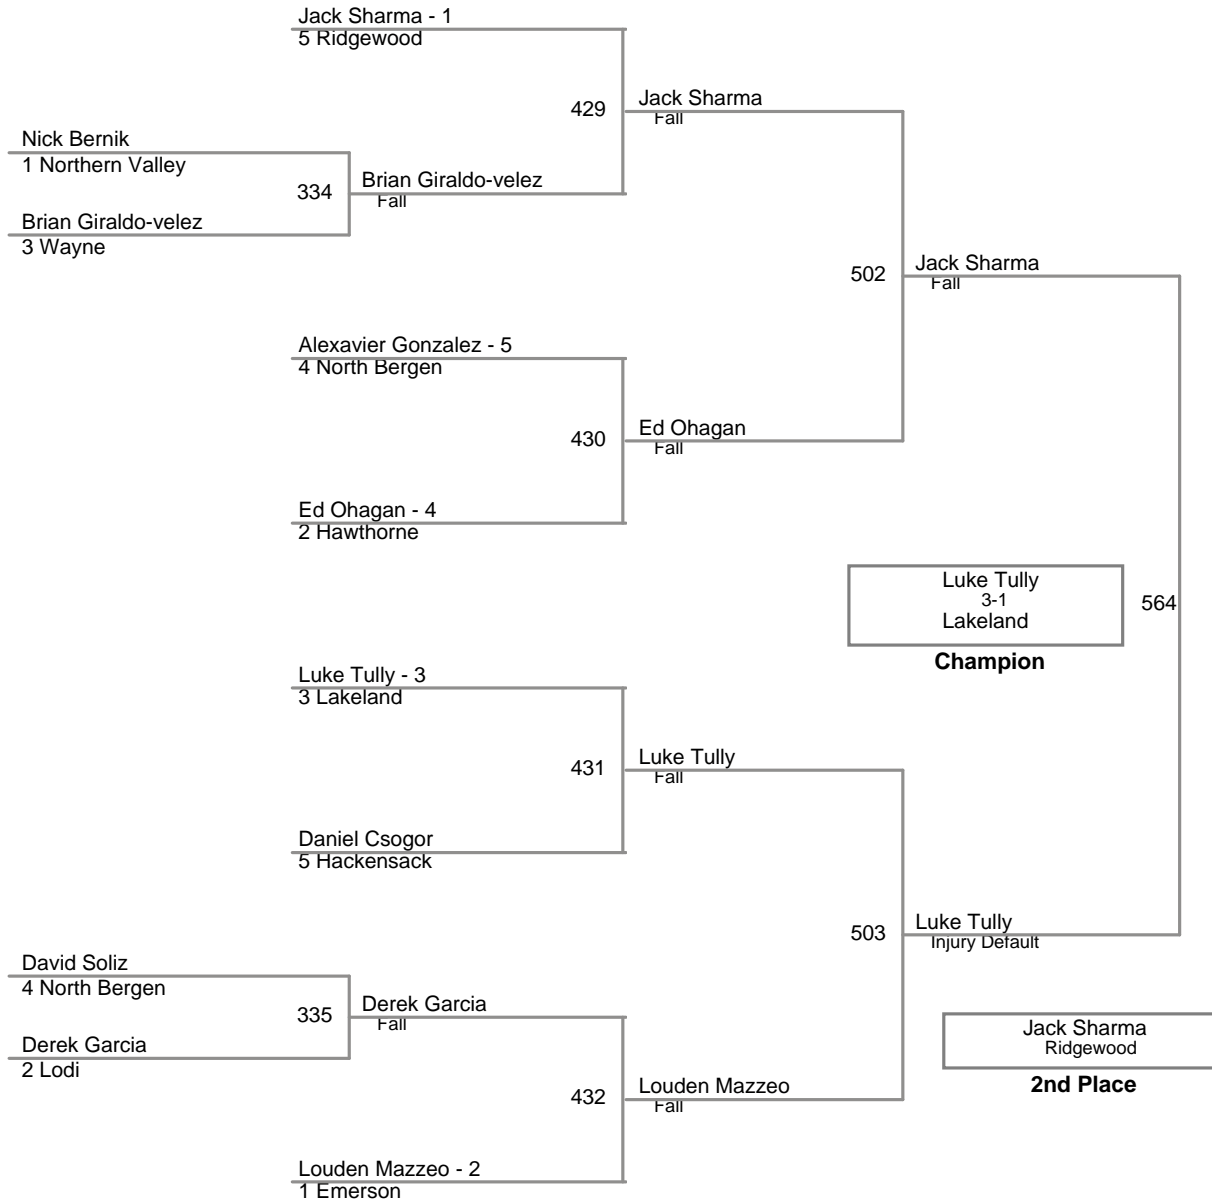 Jack Sharma - 1
5 Ridgewood
429
Jack Sharma
Fall
Nick Bernik
1 Northern Valley
334
Brian Giraldo-velez
Fall
Brian Giraldo-velez
3 Wayne
502
Jack Sharma
Fall
Alexavier Gonzalez - 5
4 North Bergen
430
Ed Ohagan
Fall
Ed Ohagan - 4
2 Hawthorne
Luke Tully
3-1
Lakeland
564
Champion
Luke Tully - 3
3 Lakeland
431
Luke Tully
Fall
Daniel Csogor
5 Hackensack
503
Luke Tully
Injury Default
David Soliz
4 North Bergen
335
Derek Garcia
Fall
Derek Garcia
2 Lodi
Jack Sharma
Ridgewood
2nd Place
432
Louden Mazzeo
Fall
Louden Mazzeo - 2
1 Emerson